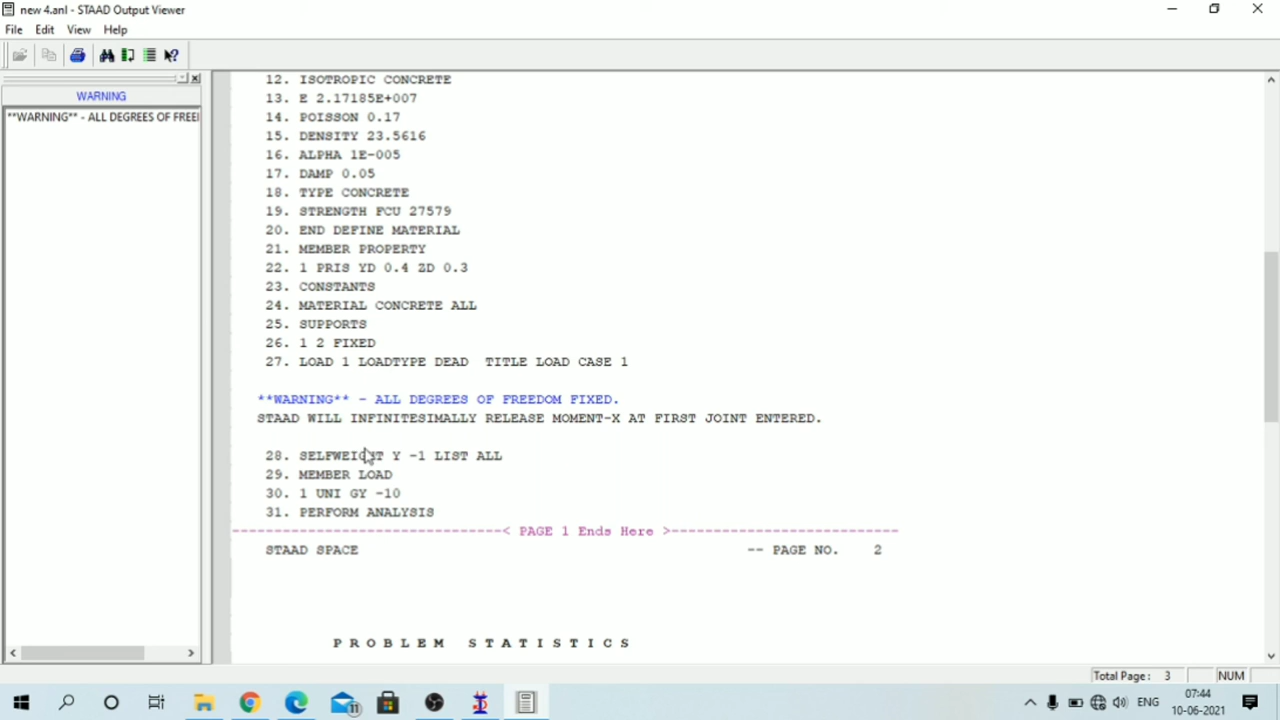 new 4.anl - STAAD Output Viewer
File Edit View Help
WARNING
**WARNING** - ALL DEGREES OF FREE
12. ISOTROPIC CONCRETE
13. E 2.17185E+007
14. POISSON 0.17
15. DENSITY 23.5616
16. ALPHA 1E-005
17. DAMP 0.05
18. TYPE CONCRETE
19. STRENGTH FCU 27579
20. END DEFINE MATERIAL
21. MEMBER PROPERTY
22. 1 PRIS YD 0.4 ZD 0.3
23. CONSTANTS
24. MATERIAL CONCRETE ALL
25. SUPPORTS
26. 1 2 FIXED
27. LOAD 1 LOADTYPE DEAD TITLE LOAD CASE 1
**WARNING** - ALL DEGREES OF FREEDOM FIXED.
STAAD WILL INFINITESIMALLY RELEASE MOMENT-X AT FIRST JOINT ENTERED.
28. SELFWEIGHT Y -1 LIST ALL
29. MEMBER LOAD
30. 1 UNI GY -10
31. PERFORM ANALYSIS
< PAGE 1 Ends Here >
STAAD SPACE -- PAGE NO. 2
P R O B L E M S T A T I S T I C S
Total Page: 3 NUM
11
ENG
07:44
10-06-2021